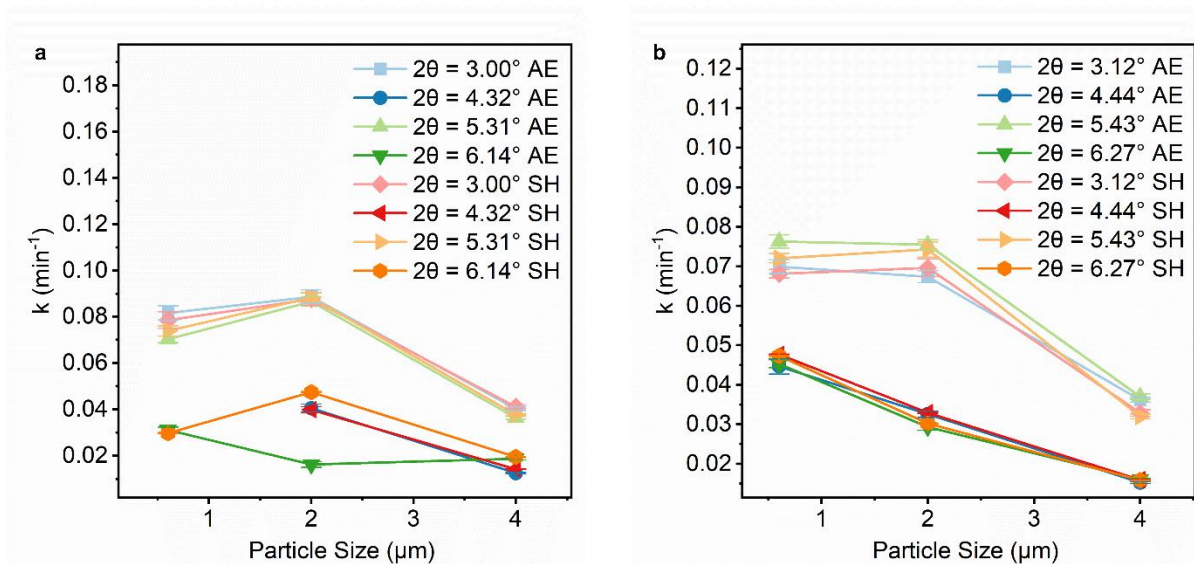 a
2θ = 3.00° AE
2θ = 4.32° AE
2θ = 5.31° AE
2θ = 6.14° AE
2θ = 3.00° SH
2θ = 4.32° SH
2θ = 5.31° SH
2θ = 6.14° SH
0.18
0.16
0.14
0.12
0.10
0.08
0.06
0.04
0.02
k (min⁻¹)
1 2 3 4
Particle Size (µm)
b
2θ = 3.12° AE
2θ = 4.44° AE
2θ = 5.43° AE
2θ = 6.27° AE
2θ = 3.12° SH
2θ = 4.44° SH
2θ = 5.43° SH
2θ = 6.27° SH
0.12
0.11
0.10
0.09
0.08
0.07
0.06
0.05
0.04
0.03
0.02
k (min⁻¹)
1 2 3 4
Particle Size (µm)